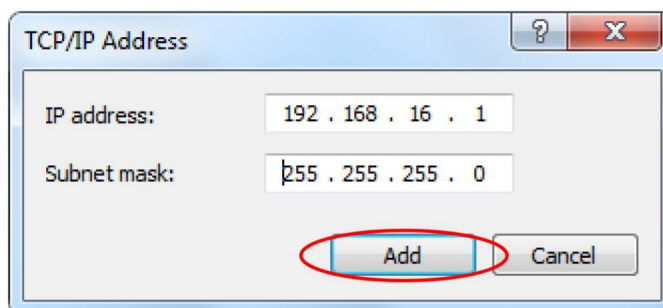 TCP/IP Address
?
X
IP address: 192 . 168 . 16 . 1
Subnet mask: 255 . 255 . 255 . 0
Add Cancel